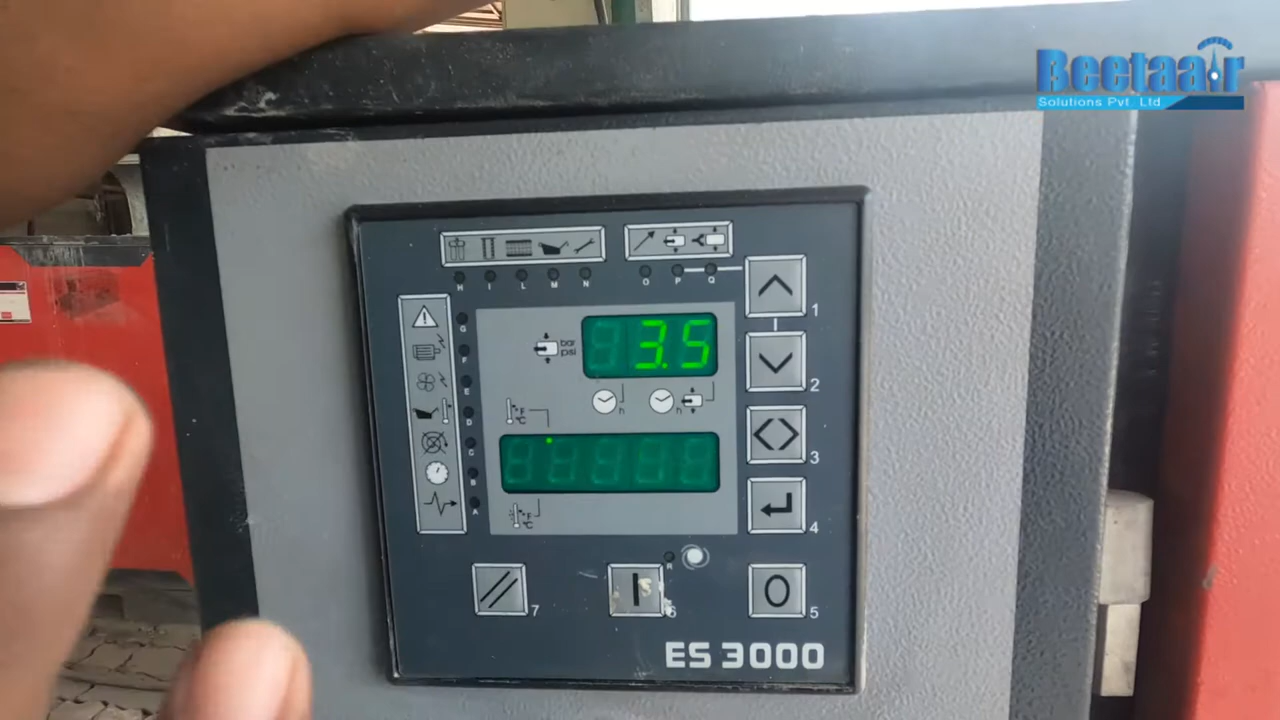 Beetaair
Solutions Pvt. Ltd
H I L M N
O P Q
1
G
bar
psi
3.5
F
2
E
h
h
°F
°C
D
3
C
B
A
°F
°C
4
R
7
6
5
ES 3000